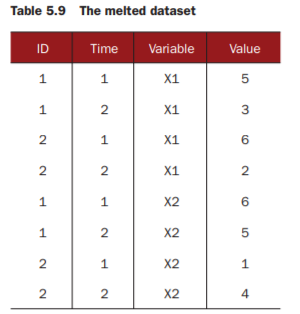 Table 5.9 The melted dataset
ID Time Variable Value
1 1 X1 5
1 2 X1 3
2 1 X1 6
2 2 X1 2
1 1 X2 6
1 2 X2 5
2 1 X2 1
2 2 X2 4